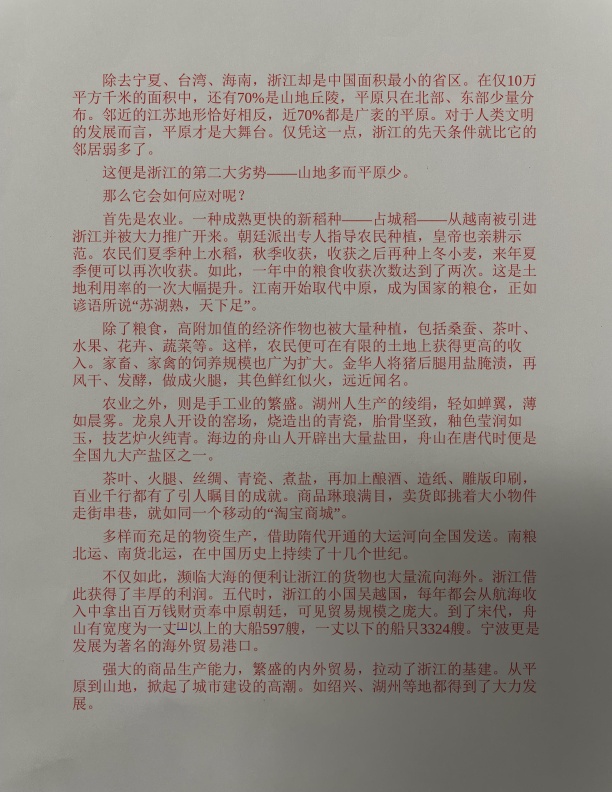 除去宁夏、台湾、海南，浙江却是中国面积最小的省区。在仅10万
平方千米的面积中，还有70%是山地丘陵，平原只在北部、东部少量分
布。邻近的江苏地形恰好相反，近70%都是广袤的平原。对于人类文明
的发展而言，平原才是大舞台。仅凭这一点，浙江的先天条件就比它的
邻居弱多了。
这便是浙江的第二大劣势——山地多而平原少。
那么它会如何应对呢？
首先是农业。一种成熟更快的新稻种——占城稻——从越南被引进
浙江并被大力推广开来。朝廷派出专人指导农民种植，皇帝也亲耕示
范。农民们夏季种上水稻，秋季收获，收获之后再种上冬小麦，来年夏
季便可以再次收获。如此，一年中的粮食收获次数达到了两次。这是土
地利用率的一次大幅提升。江南开始取代中原，成为国家的粮仓，正如
谚语所说“苏湖熟，天下足”。
除了粮食，高附加值的经济作物也被大量种植，包括桑蚕、茶叶、
水果、花卉、蔬菜等。这样，农民便可在有限的土地上获得更高的收
入。家畜、家禽的饲养规模也广为扩大。金华人将猪后腿用盐腌渍，再
风干、发酵，做成火腿，其色鲜红似火，远近闻名。
农业之外，则是手工业的繁盛。湖州人生产的绫绢，轻如蝉翼，薄
如晨雾。龙泉人开设的窑场，烧造出的青瓷，胎骨坚致，釉色莹润如
玉，技艺炉火纯青。海边的舟山人开辟出大量盐田，舟山在唐代时便是
全国九大产盐区之一。
茶叶、火腿、丝绸、青瓷、煮盐，再加上酿酒、造纸、雕版印刷，
百业千行都有了引人瞩目的成就。商品琳琅满目，卖货郎挑着大小物件
走街串巷，就如同一个移动的“淘宝商城”。
多样而充足的物资生产，借助隋代开通的大运河向全国发送。南粮
北运、南货北运，在中国历史上持续了十几个世纪。
不仅如此，濒临大海的便利让浙江的货物也大量流向海外。浙江借
此获得了丰厚的利润。五代时，浙江的小国吴越国，每年都会从航海收
入中拿出百万钱财贡奉中原朝廷，可见贸易规模之庞大。到了宋代，舟
山有宽度为一丈[1]以上的大船597艘，一丈以下的船只3324艘。宁波更是
发展为著名的海外贸易港口。
强大的商品生产能力，繁盛的内外贸易，拉动了浙江的基建。从平
原到山地，掀起了城市建设的高潮。如绍兴、湖州等地都得到了大力发
展。